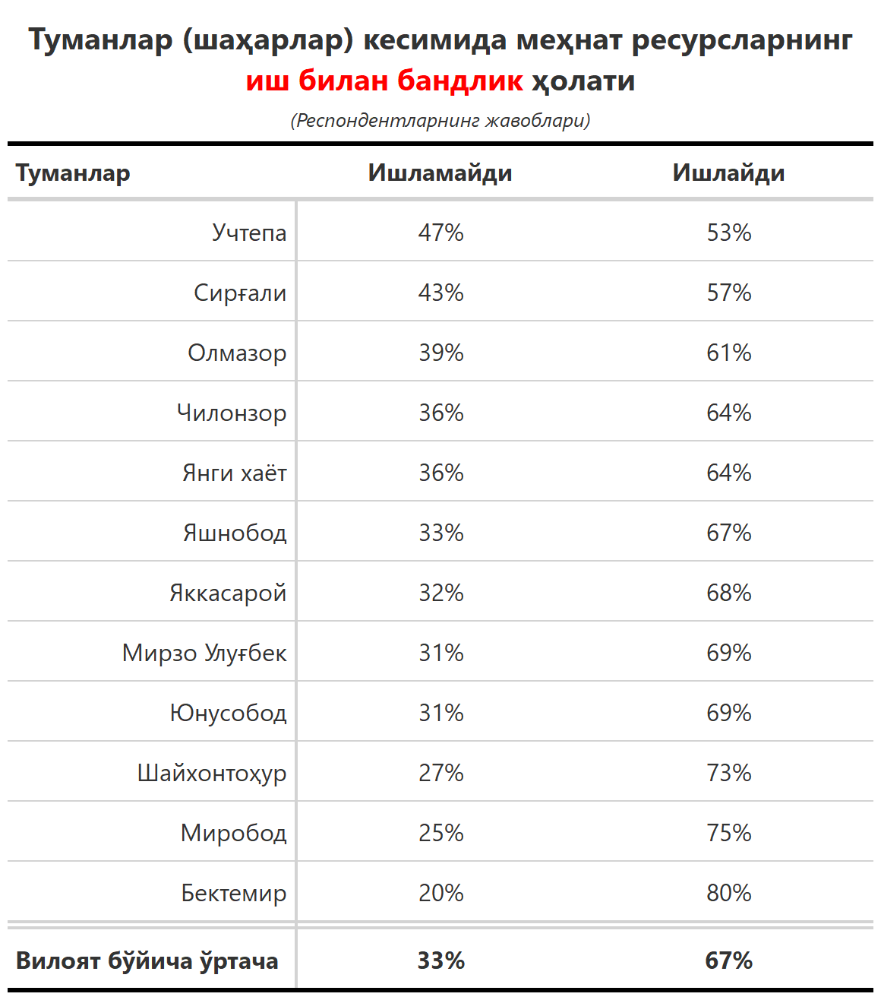 Туманлар (шаҳарлар) кесимида меҳнат ресурсларнинг
иш билан бандлик ҳолати
(Респондентларнинг жавоблари)
Туманлар Ишламайди Ишлайди
Учтепа 47% 53%
Сирғали 43% 57%
Олмазор 39% 61%
Чилонзор 36% 64%
Янги хаёт 36% 64%
Яшнобод 33% 67%
Яккасарой 32% 68%
Мирзо Улуғбек 31% 69%
Юнусобод 31% 69%
Шайхонтоҳур 27% 73%
Миробод 25% 75%
Бектемир 20% 80%
Вилоят бўйича ўртача 33% 67%